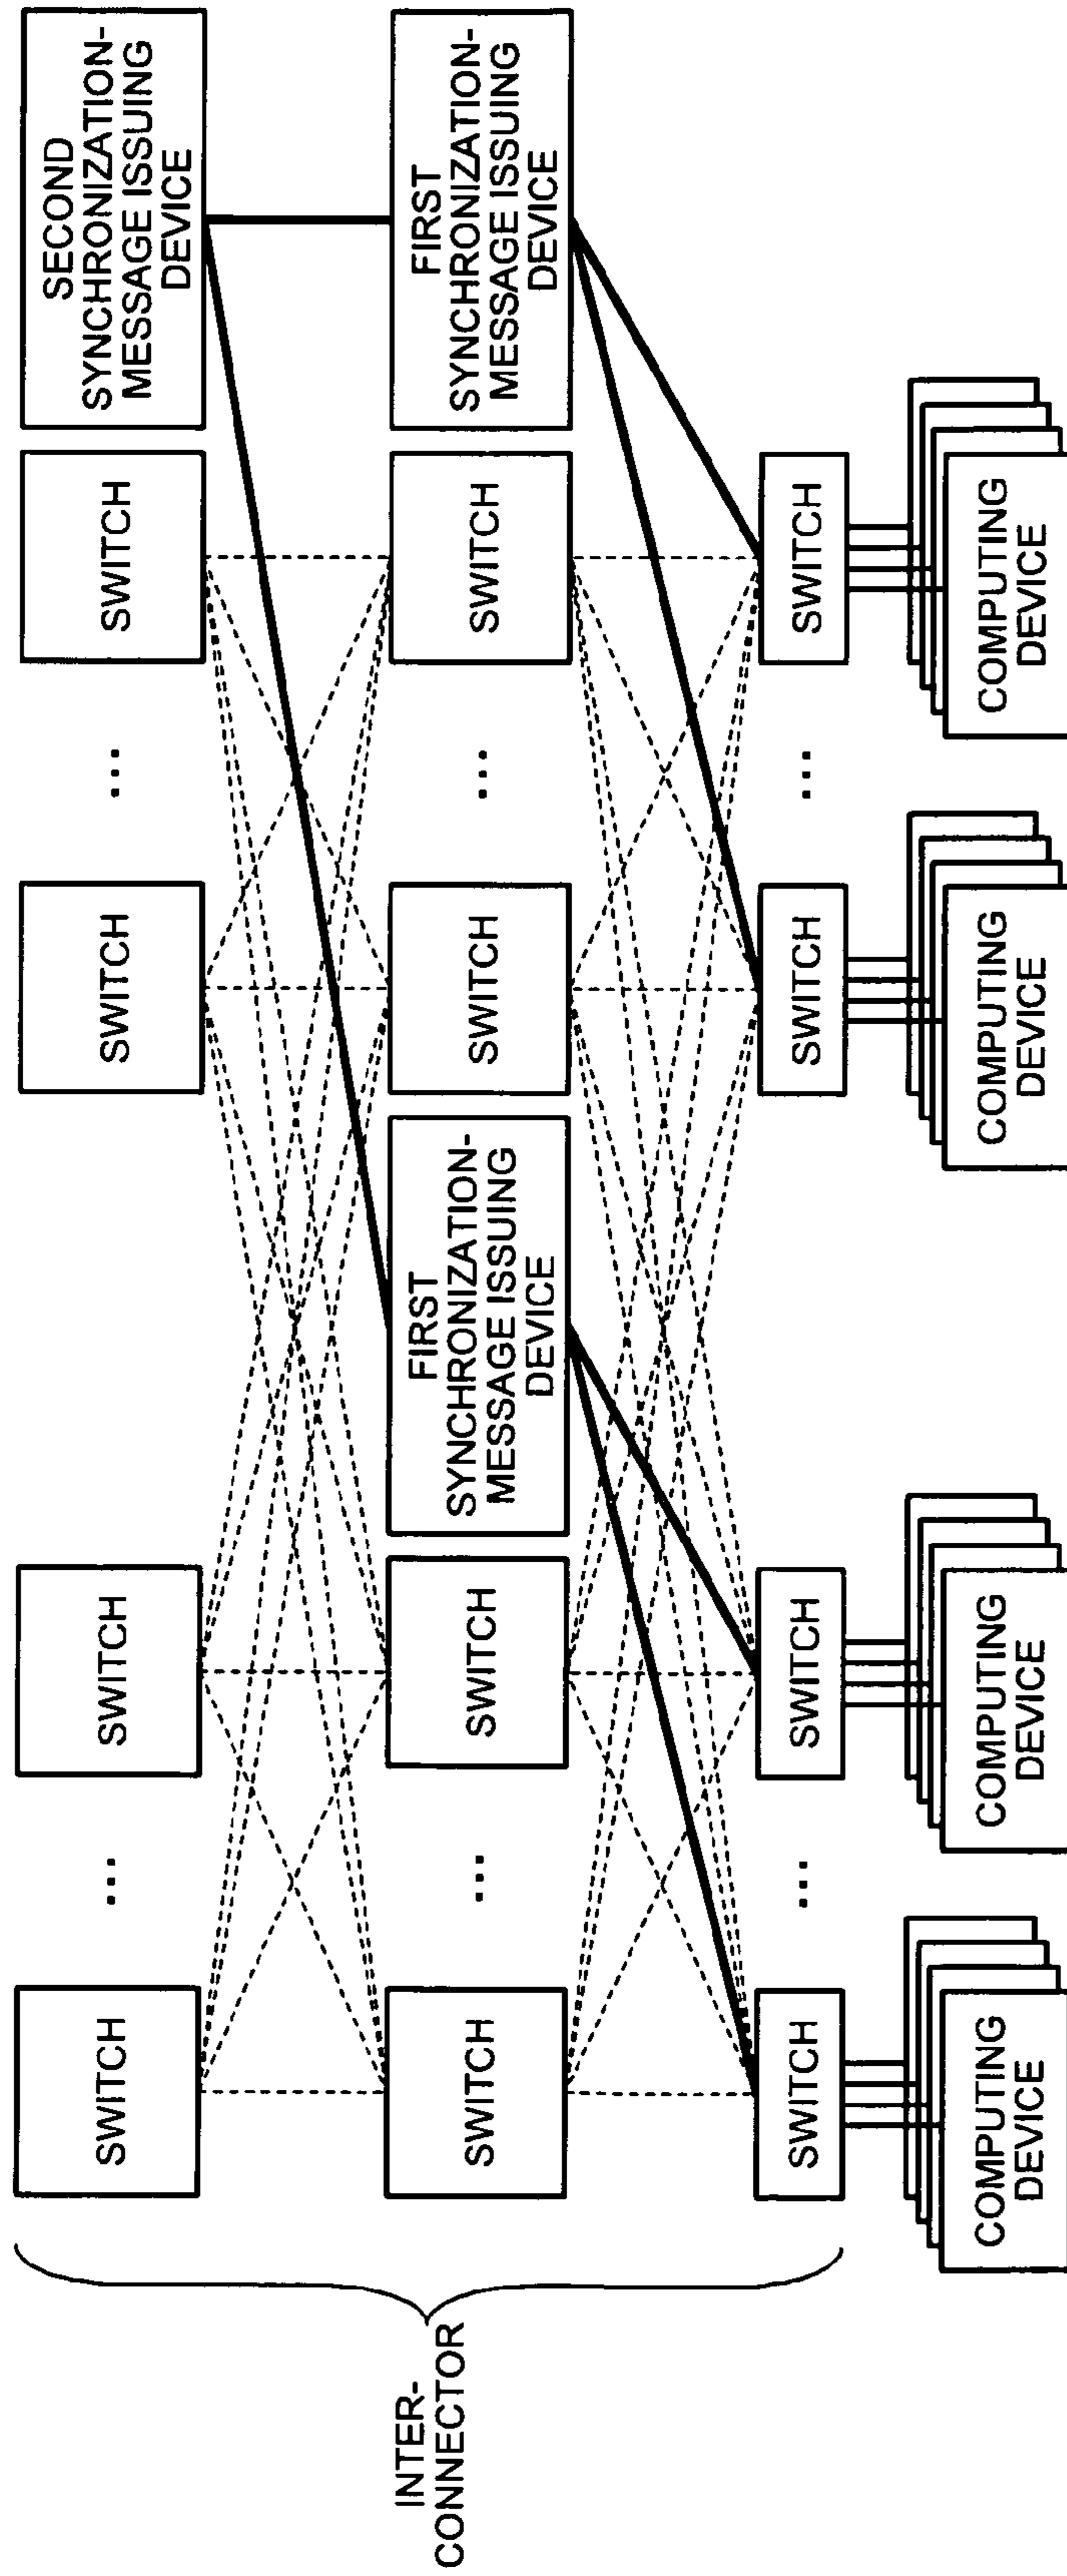 SWITCH
...
SWITCH
SWITCH
...
SWITCH
SECOND
SYNCHRONIZATION-
MESSAGE ISSUING
DEVICE
INTER-
CONNECTOR
SWITCH
...
SWITCH
FIRST
SYNCHRONIZATION-
MESSAGE ISSUING
DEVICE
SWITCH
...
SWITCH
FIRST
SYNCHRONIZATION-
MESSAGE ISSUING
DEVICE
SWITCH
...
SWITCH
SWITCH
...
SWITCH
COMPUTING
DEVICE
COMPUTING
DEVICE
COMPUTING
DEVICE
COMPUTING
DEVICE